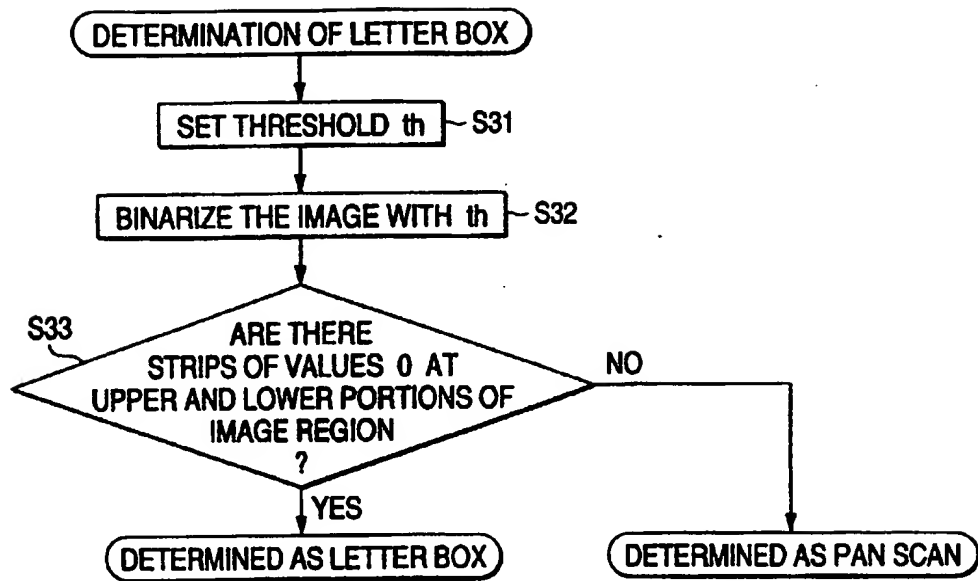 DETERMINATION OF LETTER BOX
SET THRESHOLD th
S31
BINARIZE THE IMAGE WITH th
S32
S33
ARE THERE
STRIPS OF VALUES 0 AT
UPPER AND LOWER PORTIONS OF
IMAGE REGION
?
NO
YES
DETERMINED AS LETTER BOX
DETERMINED AS PAN SCAN